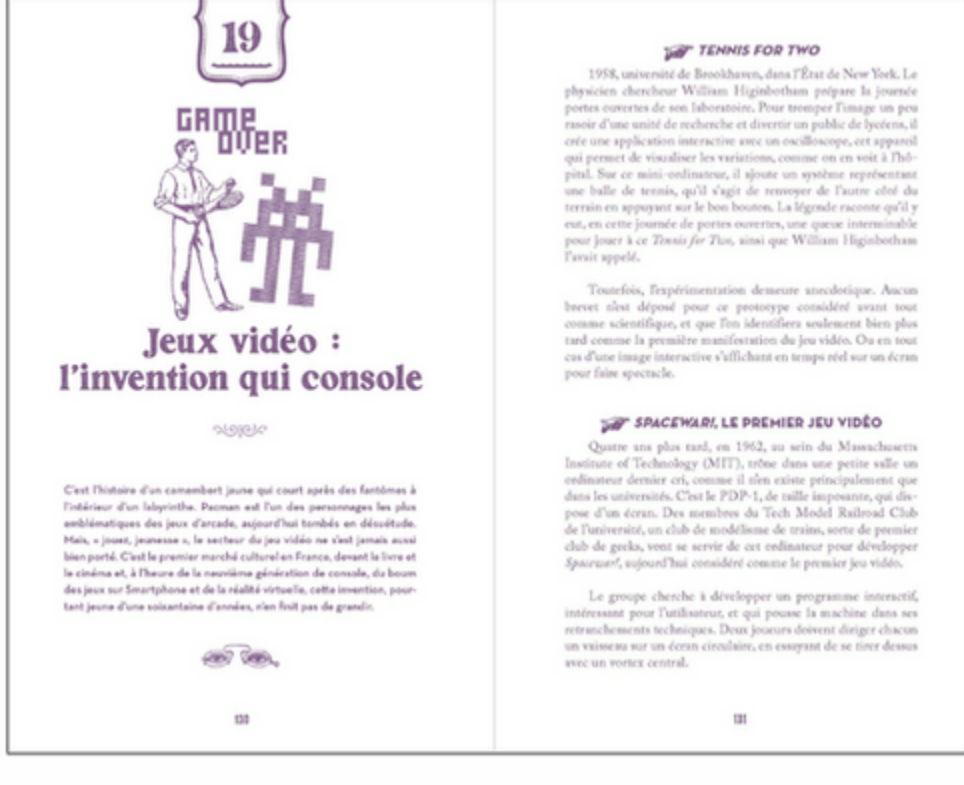 19
GAME
OVER
Jeux vidéo :
l'invention qui console
C'est l'histoire d'un camembert jaune qui court après des fantômes à
l'intérieur d'un labyrinthe. Pacman est l'un des personnages les plus
emblématiques des jeux d'arcade, aujourd'hui tombés en désuétude.
Mais, « jouez, jeunesse », le secteur du jeu vidéo ne s'est jamais aussi
bien porté. C'est le premier marché culturel en France, devant le livre et
le cinéma et, à l'heure de la neuvième génération de console, du boum
des jeux sur Smartphone et de la réalité virtuelle, cette invention, pour-
tant jeune d'une soixantaine d'années, n'en finit pas de grandir.
130
TENNIS FOR TWO
1958, université de Brookhaven, dans l'État de New York. Le
physicien chercheur William Higinbotham prépare la journée
portes ouvertes de son laboratoire. Pour tromper l'image un peu
rasoir d'une unité de recherche et divertir un public de lycéens, il
crée une application interactive avec un oscilloscope, cet appareil
qui permet de visualiser les variations, comme on en voit à l'hô-
pital. Sur ce mini-ordinateur, il ajoute un système représentant
une balle de tennis, qu'il s'agit de renvoyer de l'autre côté du
terrain en appuyant sur le bon bouton. La légende raconte qu'il y
eut, en cette journée de portes ouvertes, une queue interminable
pour jouer à ce Tennis for Two, ainsi que William Higinbotham
l'avait appelé.
Toutefois, l'expérimentation demeure anecdotique. Aucun
brevet n'est déposé pour ce prototype considéré avant tout
comme scientifique, et que l'on identifiera seulement bien plus
tard comme la première manifestation du jeu vidéo. Ou en tout
cas d'une image interactive s'affichant en temps réel sur un écran
pour faire spectacle.
SPACEWAR!, LE PREMIER JEU VIDÉO
Quatre ans plus tard, en 1962, au sein du Massachusetts
Institute of Technology (MIT), trône dans une petite salle un
ordinateur dernier cri, comme il n'en existe principalement que
dans les universités. C'est le PDP-1, de taille imposante, qui dis-
pose d'un écran. Des membres du Tech Model Railroad Club
de l'université, un club de modélisme de trains, sorte de premier
club de geeks, vont se servir de cet ordinateur pour développer
Spacewar!, aujourd'hui considéré comme le premier jeu vidéo.
Le groupe cherche à développer un programme interactif,
intéressant pour l'utilisateur, et qui pousse la machine dans ses
retranchements techniques. Deux joueurs doivent diriger chacun
un vaisseau sur un écran circulaire, en essayant de se tirer dessus
avec un vortex central.
131